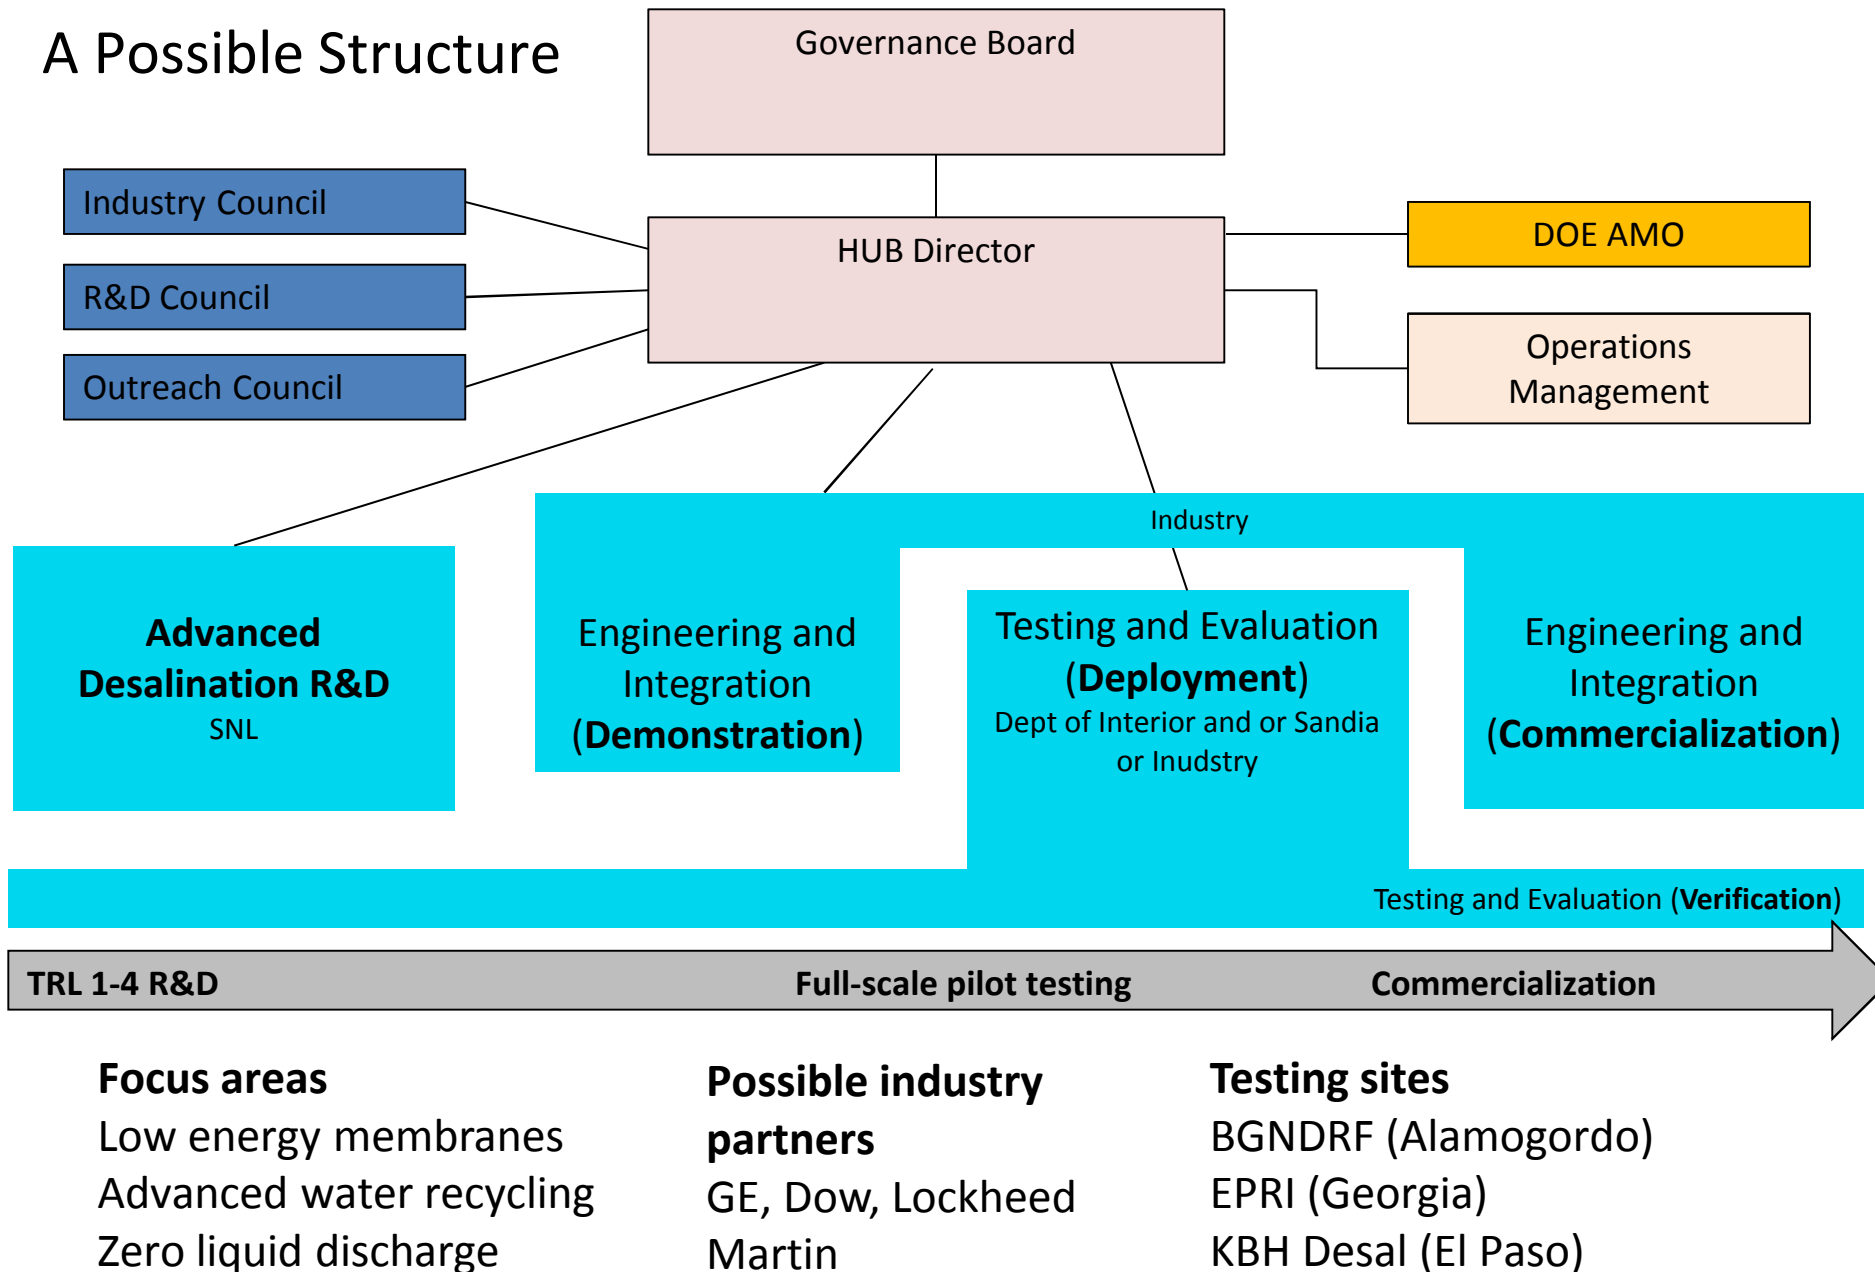 A Possible Structure
Governance Board
Industry Council
R&D Council
Outreach Council
HUB Director
DOE AMO
Operations
Management
Industry
Advanced
Desalination R&D
SNL
Engineering and
Integration
(Demonstration)
Testing and Evaluation
(Deployment)
Dept of Interior and or Sandia
or Inudstry
Engineering and
Integration
(Commercialization)
Testing and Evaluation (Verification)
TRL 1-4 R&D
Full-scale pilot testing
Commercialization
Focus areas
Low energy membranes
Advanced water recycling
Zero liquid discharge
Possible industry
partners
GE, Dow, Lockheed
Martin
Testing sites
BGNDRF (Alamogordo)
EPRI (Georgia)
KBH Desal (El Paso)